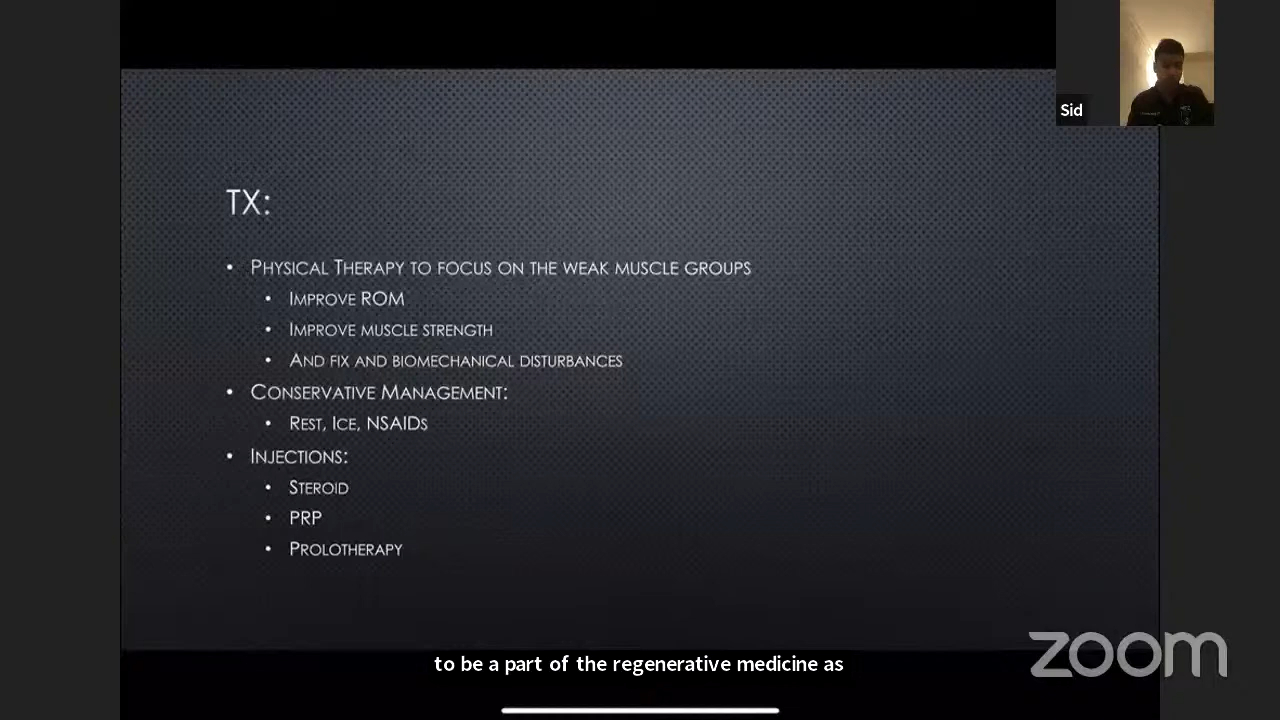 Sid
TX:
• Physical Therapy to focus on the weak muscle groups
• Improve ROM
• Improve muscle strength
• And fix and biomechanical disturbances
• Conservative Management:
• Rest, Ice, NSAIDs
• Injections:
• Steroid
• PRP
• Prolotherapy
to be a part of the regenerative medicine as
zoom